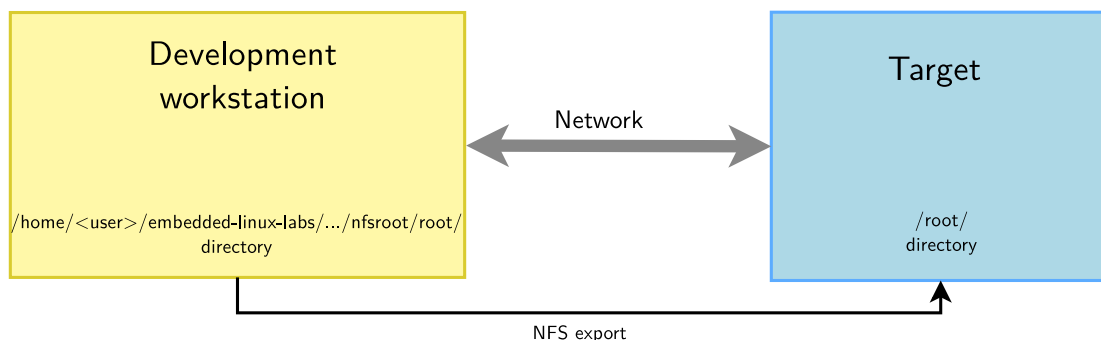 Development
workstation
Target
Network
/home/<user>/embedded-linux-labs/.../nfsroot/root/
directory
/root/
directory
NFS export